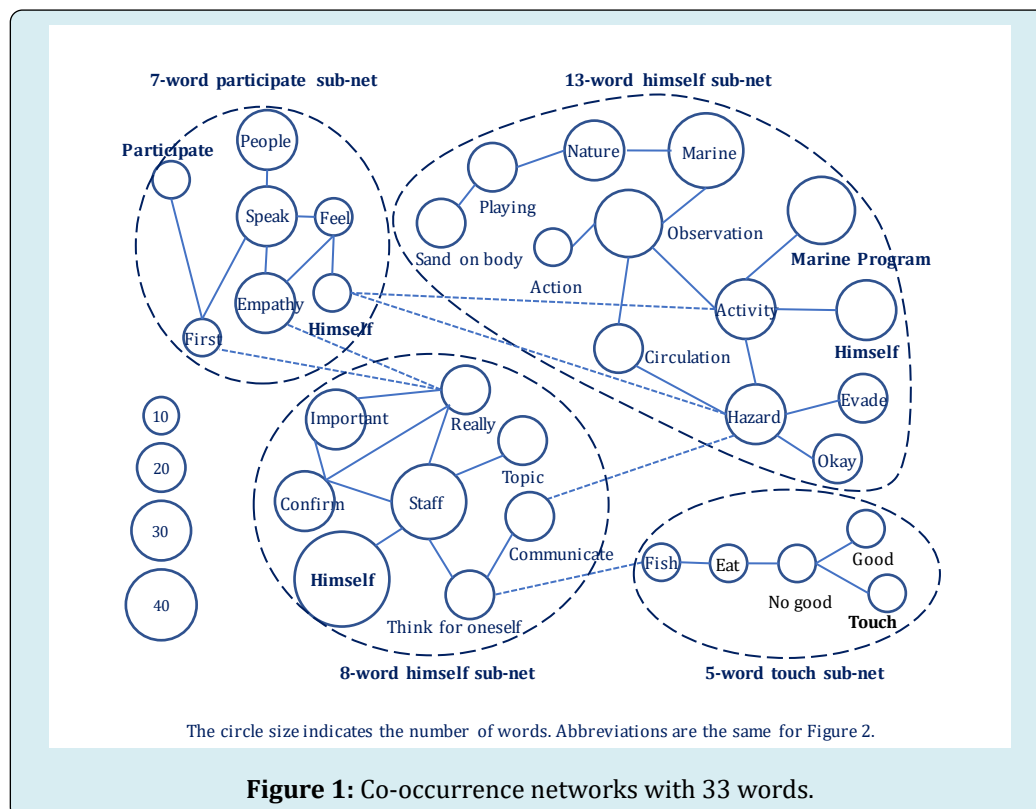 7-word participate sub-net
13-word himself sub-net
People
Participate
Nature
Marine
Speak
Feel
Playing
Observation
Sand on body
Action
Marine Program
Empathy
Himself
Activity
First
Circulation
Himself
Important
Really
Hazard
Evade
10
20
Topic
Okay
Confirm
Staff
30
Communicate
Good
Fish
Eat
Himself
No good
Touch
40
Think for oneself
8-word himself sub-net
5-word touch sub-net
The circle size indicates the number of words. Abbreviations are the same for Figure 2.
Figure 1: Co-occurrence networks with 33 words.